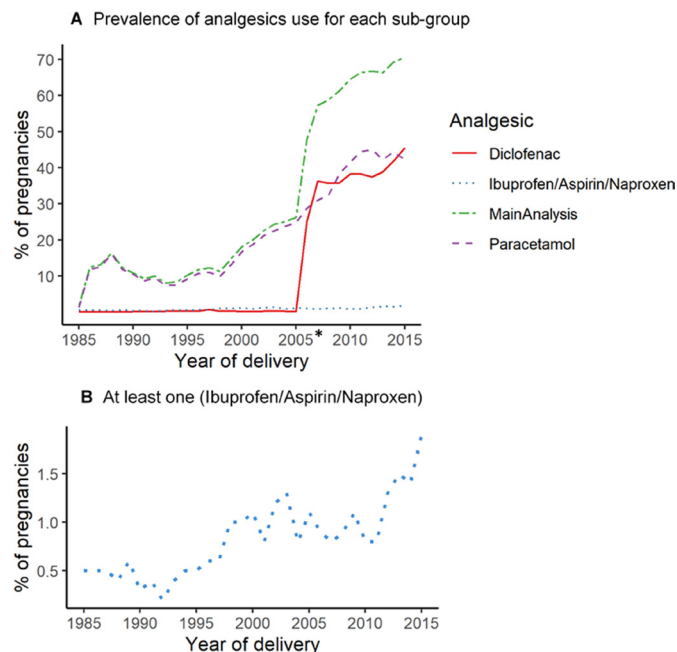 A Prevalence of analgesics use for each sub-group
% of pregnancies
70
60
50
40
30
20
10
1985 1990 1995 2000 2005 * 2010 2015
Year of delivery
Analgesic
Diclofenac
Ibuprofen/Aspirin/Naproxen
MainAnalysis
Paracetamol
B At least one (Ibuprofen/Aspirin/Naproxen)
% of pregnancies
1.5
1.0
0.5
1985 1990 1995 2000 2005 2010 2015
Year of delivery